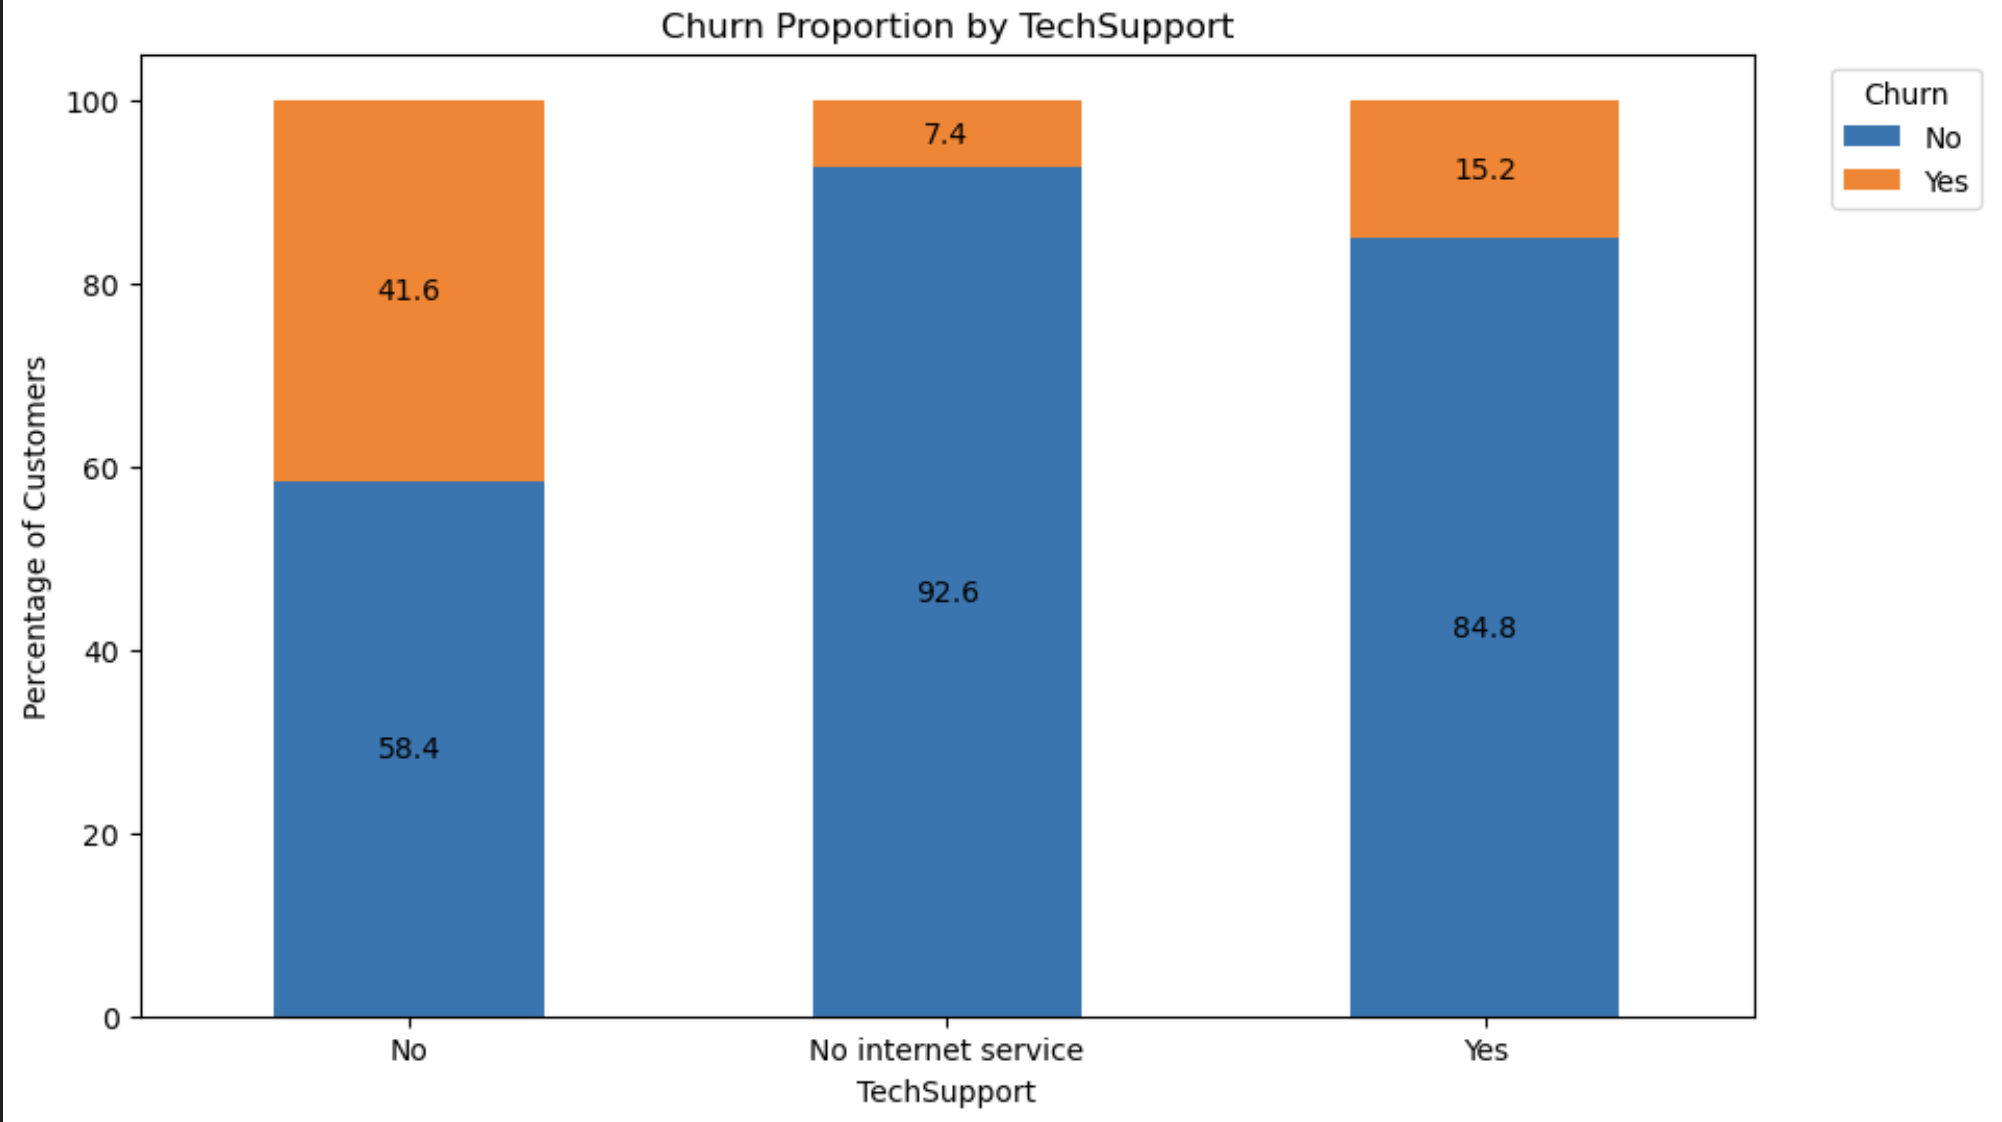 Churn Proportion by TechSupport
Churn
No
Yes
Percentage of Customers
100
80
60
40
20
0
41.6
58.4
7.4
92.6
15.2
84.8
No
No internet service
Yes
TechSupport